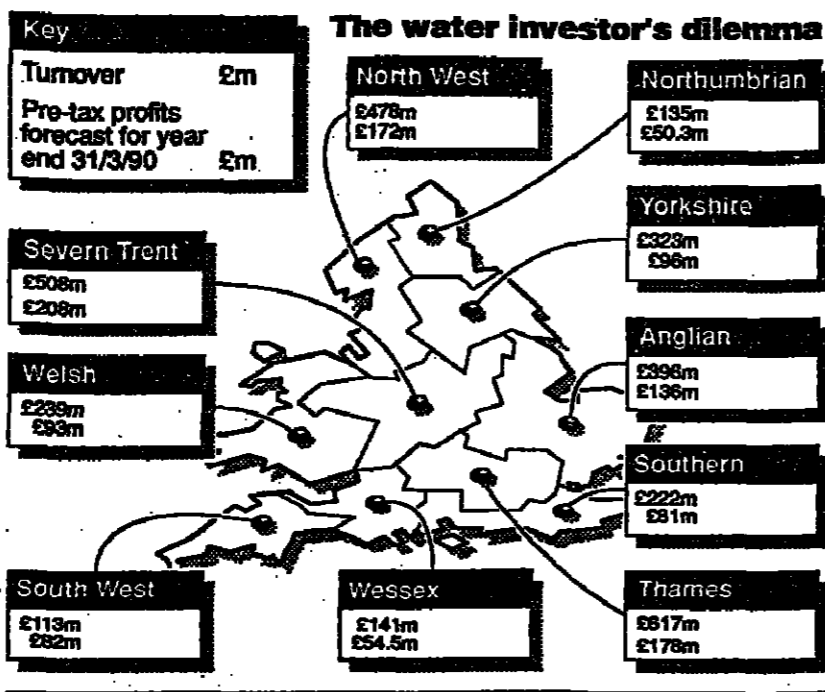 The water investor's dilemma
Key
Turnover £m
Pre-tax profits
forecast for year
end 31/3/90 £m
North West
£478m
£172m
Northumbrian
£135m
£50.3m
Yorkshire
£323m
£96m
Severn Trent
£508m
£208m
Anglian
£396m
£136m
Welsh
£239m
£93m
Southern
£222m
£81m
South West
£113m
£82m
Wessex
£141m
£54.5m
Thames
£617m
£178m